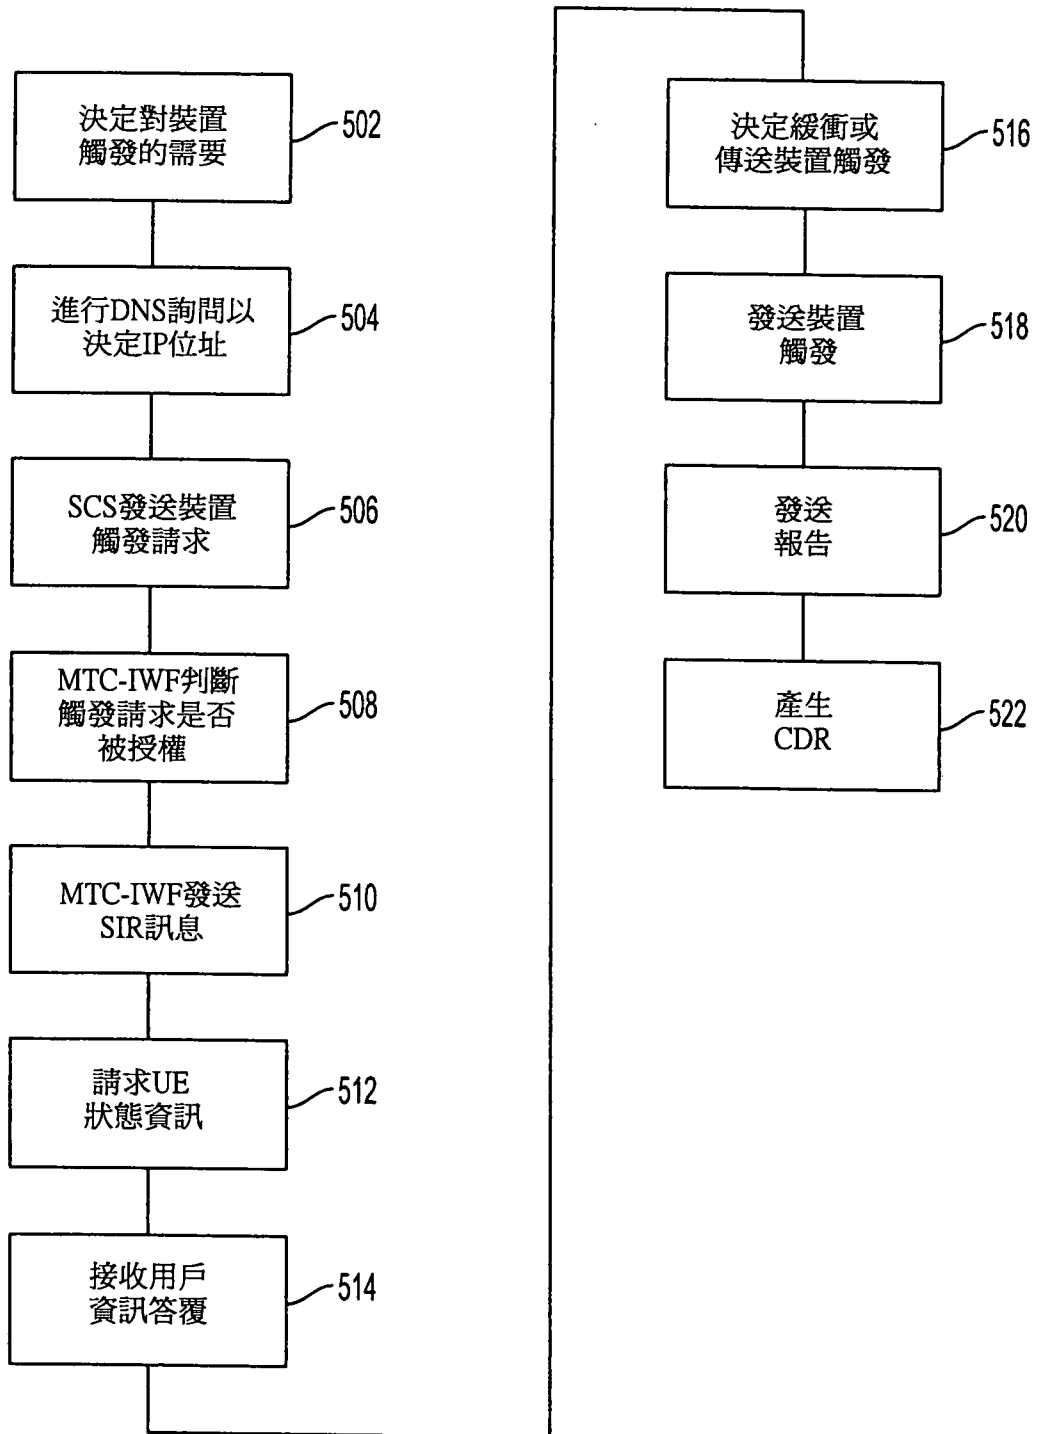 決定對裝置
觸發的需要
502
進行DNS詢問以
決定IP位址
504
SCS發送裝置
觸發請求
506
MTC-IWF判斷
觸發請求是否
被授權
508
MTC-IWF發送
SIR訊息
510
請求UE
狀態資訊
512
接收用戶
資訊答覆
514
決定緩衝或
傳送裝置觸發
516
發送裝置
觸發
518
發送
報告
520
產生
CDR
522